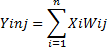 Yinj = ∑_{i=1}^{n} XiWij